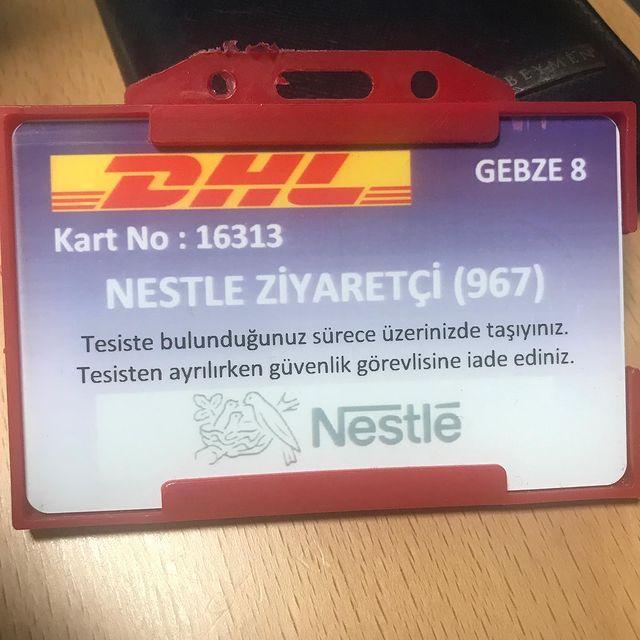 BEYMEN
DHL
GEBZE 8
Kart No : 16313
NESTLE ZİYARETÇİ (967)
Tesiste bulunduğunuz sürece üzerinizde taşıyınız.
Tesisten ayrılırken güvenlik görevlisine iade ediniz.
Nestlé